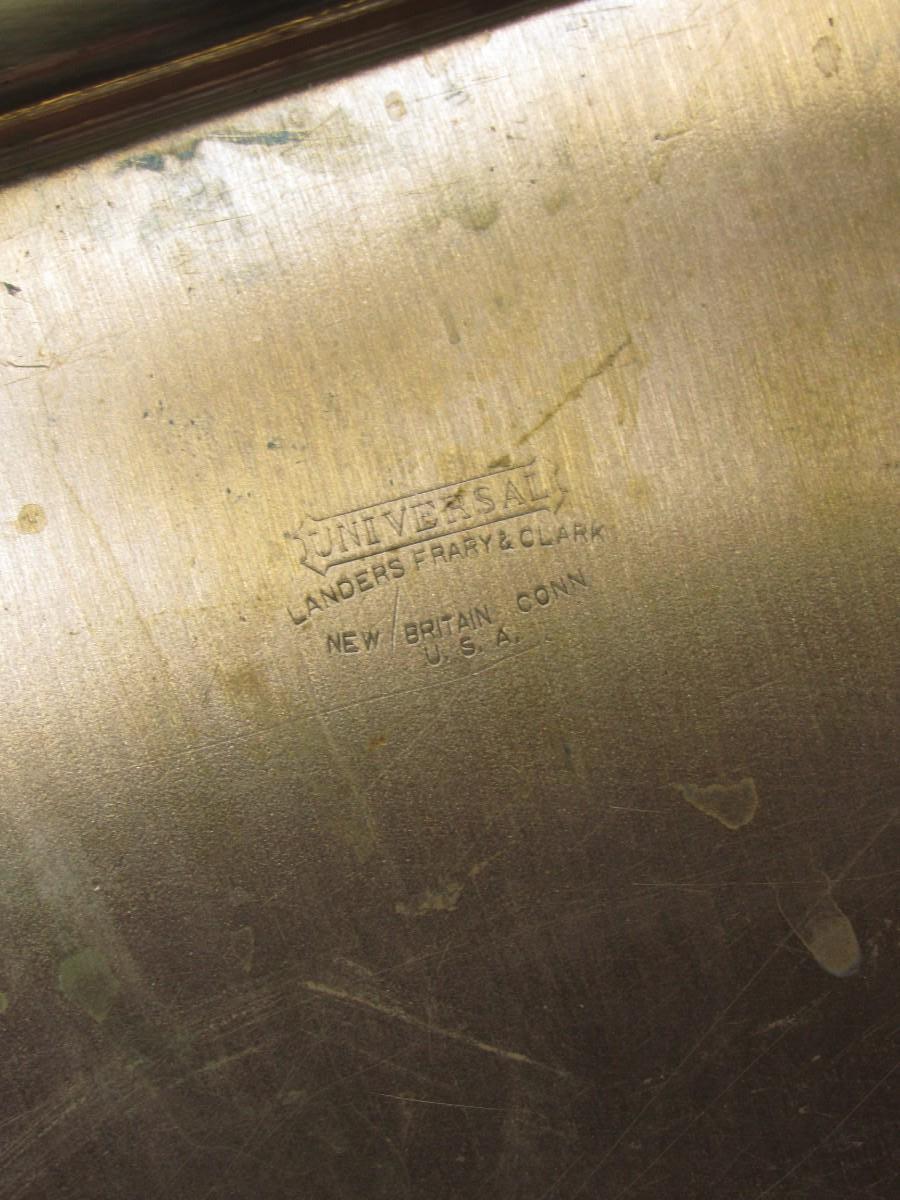 UNIVERSAL
LANDERS FRARY & CLARK
NEW BRITAIN CONN
U. S. A.